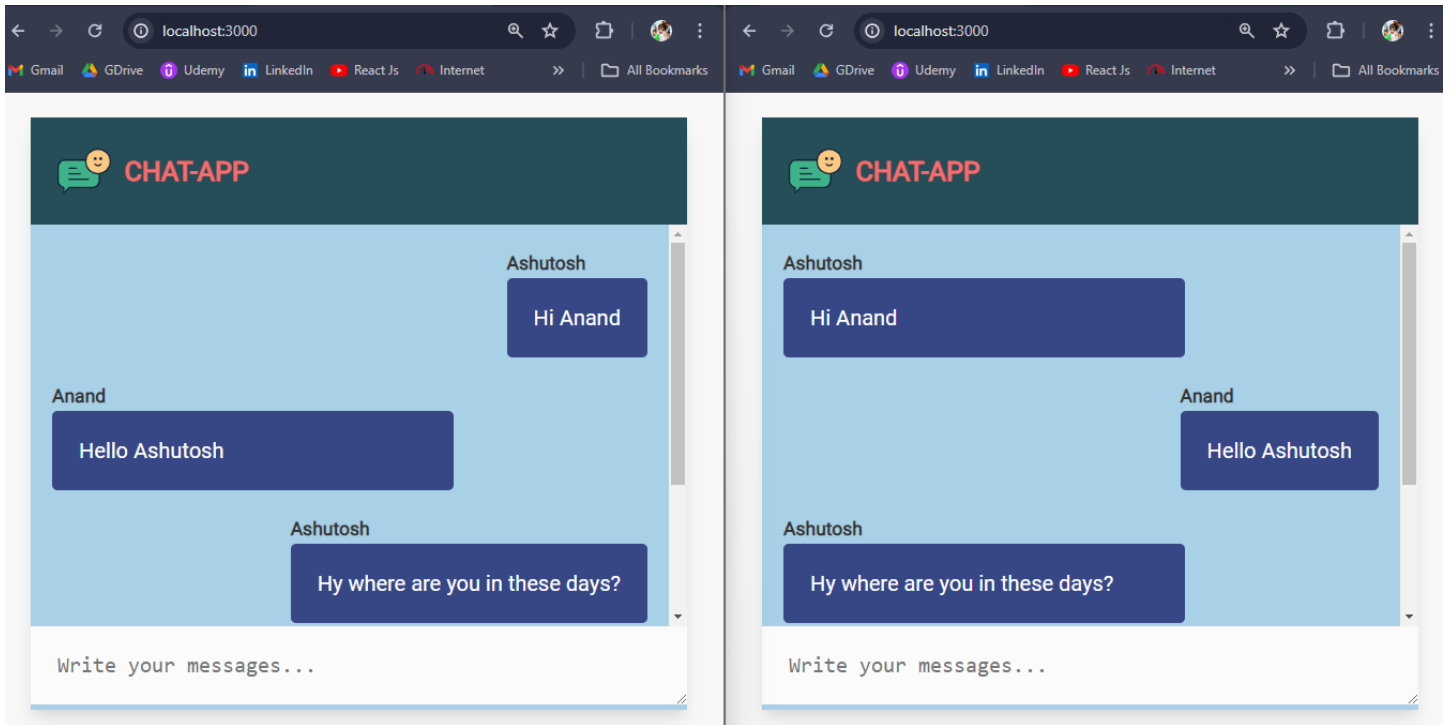 localhost:3000
Gmail GDrive Udemy LinkedIn React Js Internet » All Bookmarks
CHAT-APP
Ashutosh
Hi Anand
Anand
Hello Ashutosh
Ashutosh
Hy where are you in these days?
Write your messages...
localhost:3000
Gmail GDrive Udemy LinkedIn React Js Internet » All Bookmarks
CHAT-APP
Ashutosh
Hi Anand
Anand
Hello Ashutosh
Ashutosh
Hy where are you in these days?
Write your messages...